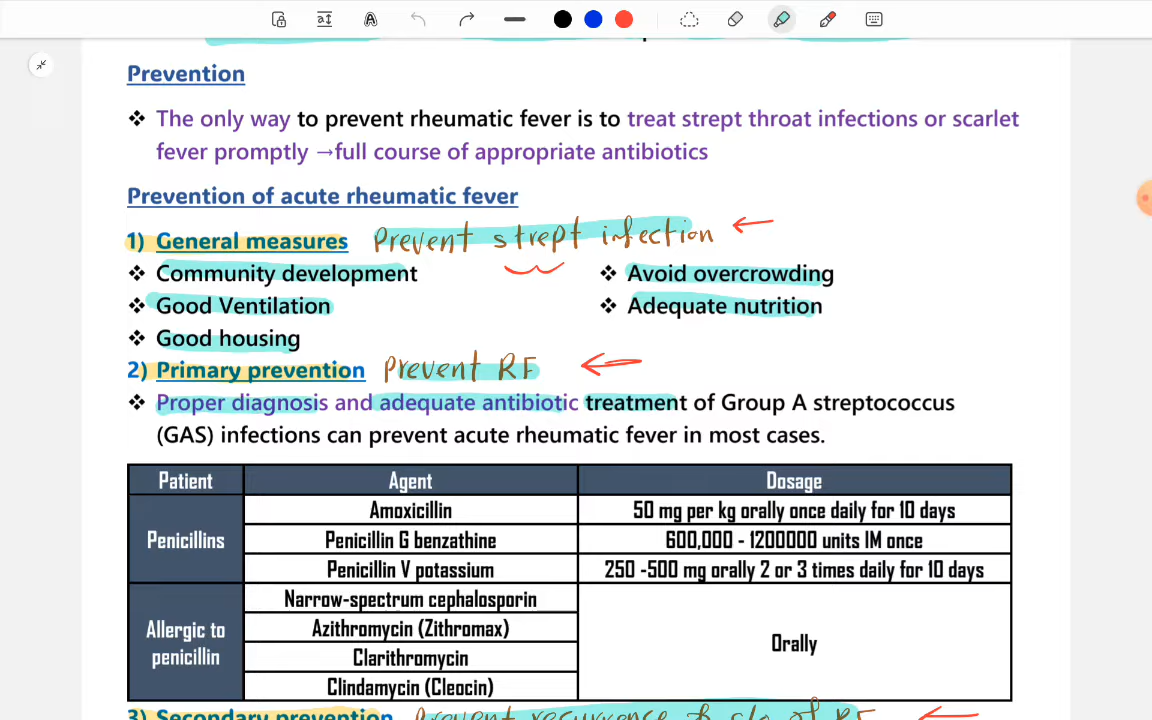 Prevention
❖ The only way to prevent rheumatic fever is to treat strept throat infections or scarlet
fever promptly →full course of appropriate antibiotics
Prevention of acute rheumatic fever
1) General measures Prevent strept infection ←
❖ Community development ❖ Avoid overcrowding
❖ Good Ventilation ❖ Adequate nutrition
❖ Good housing
2) Primary prevention Prevent RF ←
❖ Proper diagnosis and adequate antibiotic treatment of Group A streptococcus
(GAS) infections can prevent acute rheumatic fever in most cases.
Patient Agent Dosage
Penicillins
Amoxicillin 50 mg per kg orally once daily for 10 days
Penicillin G benzathine 600,000 - 1200000 units IM once
Penicillin V potassium 250 -500 mg orally 2 or 3 times daily for 10 days
Allergic to
penicillin
Narrow-spectrum cephalosporin
Azithromycin (Zithromax)
Clarithromycin
Clindamycin (Cleocin)
Orally
3) Secondary prevention Prevent recurrence of RF ←